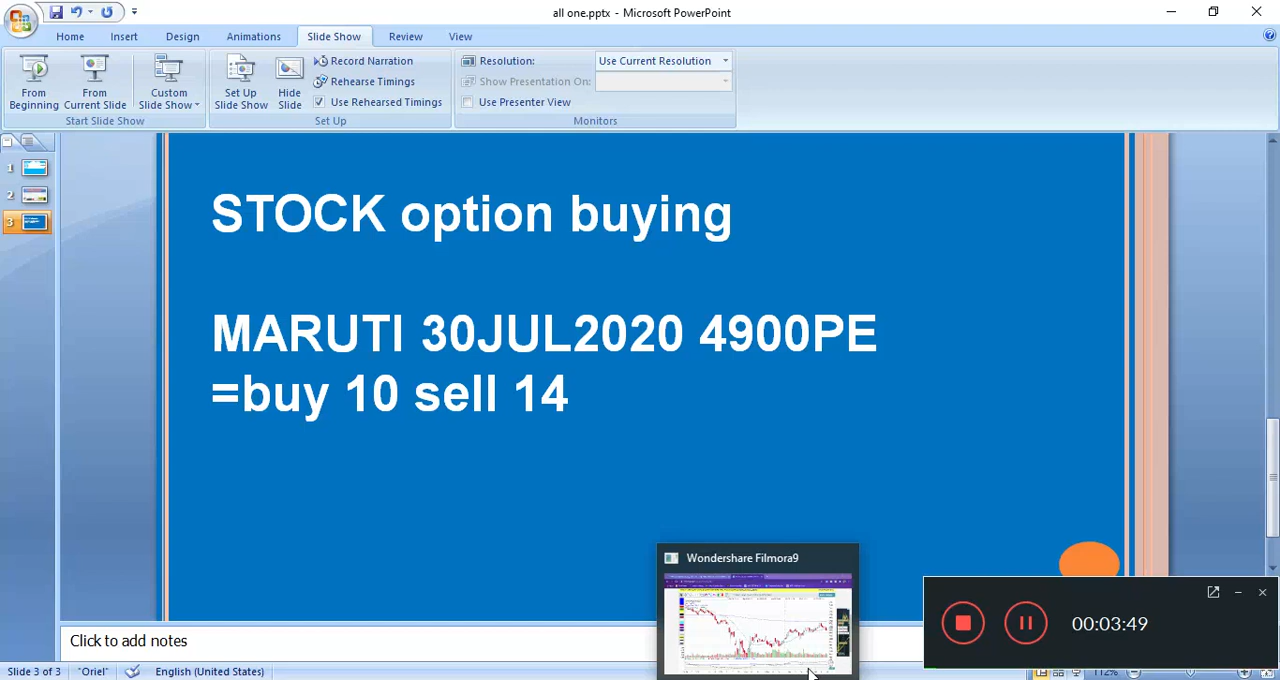 all one.pptx - Microsoft PowerPoint
Home Insert Design Animations Slide Show Review View
From Beginning
From Current Slide
Custom Slide Show
Set Up Slide Show
Hide Slide
Record Narration
Rehearse Timings
Use Rehearsed Timings
Resolution: Use Current Resolution
Show Presentation On:
Use Presenter View
Start Slide Show Set Up Monitors
1
2
3
STOCK option buying
MARUTI 30JUL2020 4900PE
=buy 10 sell 14
Wondershare Filmora9
00:03:49
Click to add notes
Slide 3 of 3 "Oriel" English (United States) 112%